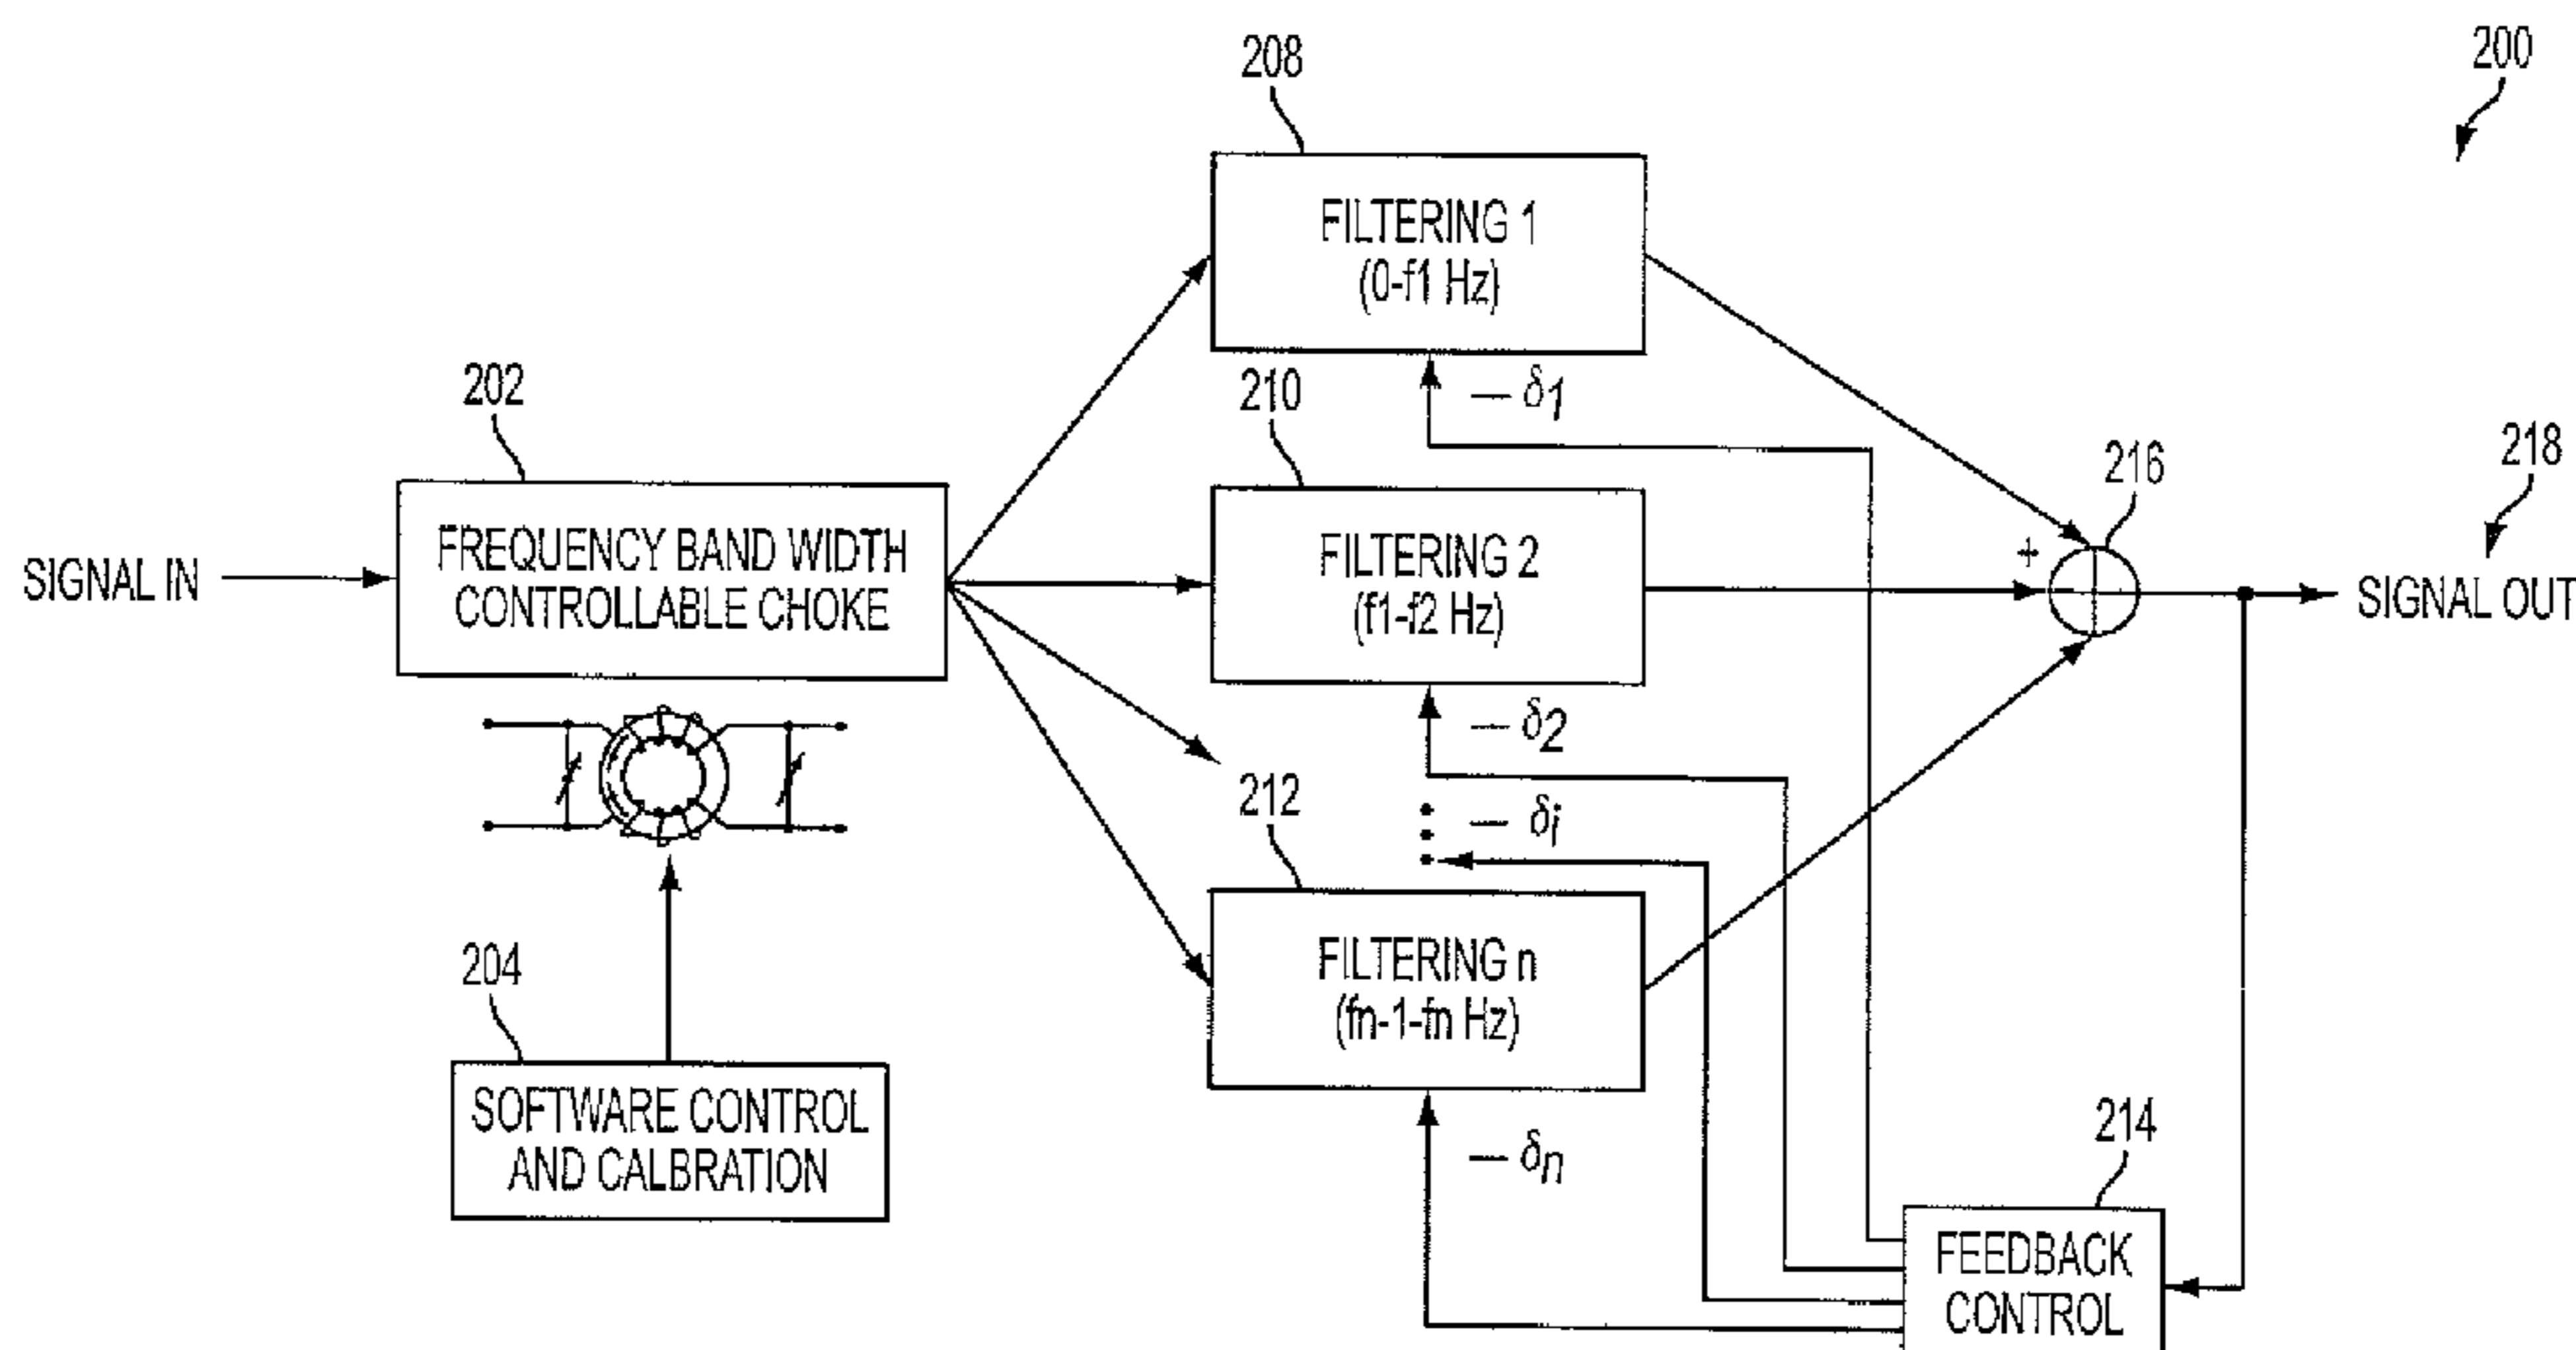 200
208
FILTERING 1
(0-f1 Hz)
— δ1
202
FREQUENCY BAND WIDTH
CONTROLLABLE CHOKE
SIGNAL IN
210
FILTERING 2
(f1-f2 Hz)
— δ2
216
+
218
SIGNAL OUT
— δi
212
FILTERING n
(fn-1-fn Hz)
— δn
204
SOFTWARE CONTROL
AND CALBRATION
214
FEEDBACK
CONTROL